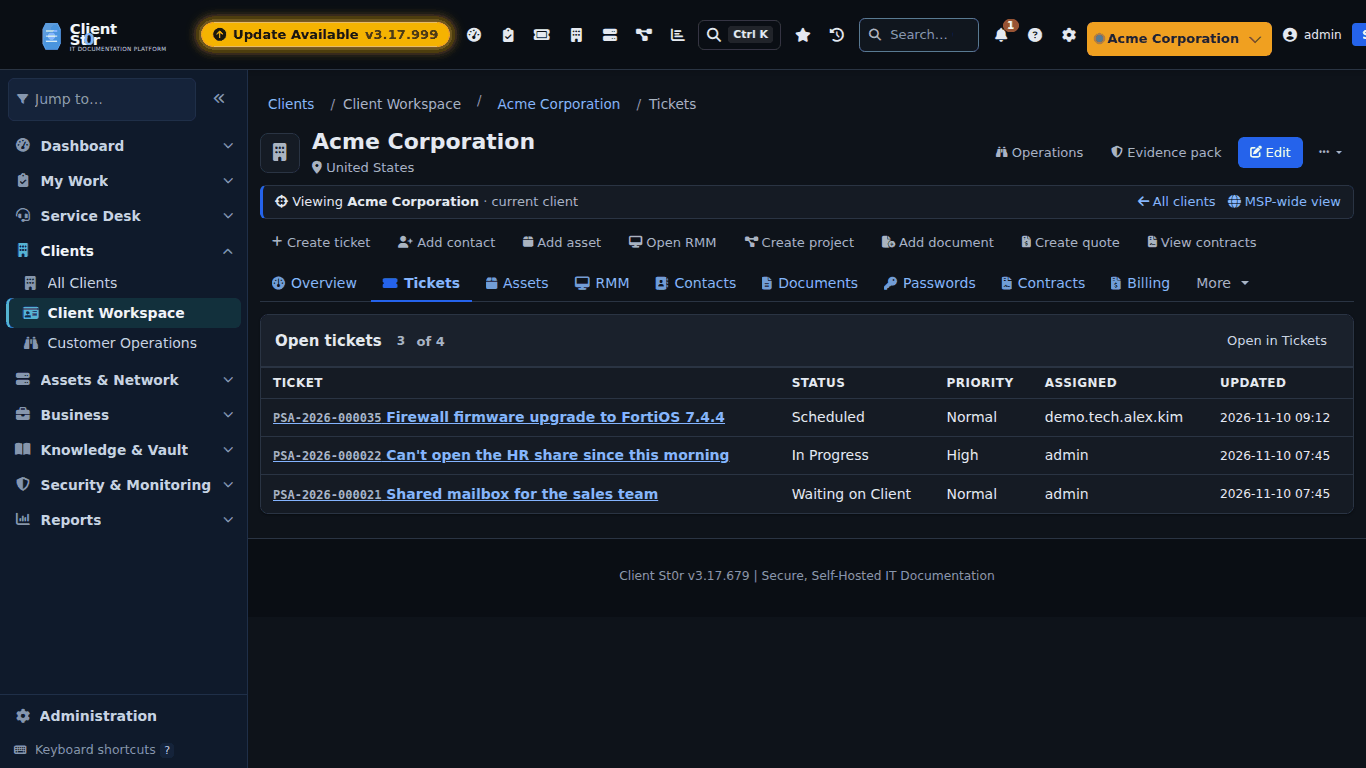 Client
St0r
IT DOCUMENTATION PLATFORM
Update Available v3.17.999
Ctrl K
Search...
1
Acme Corporation
admin
Jump to...
Dashboard
My Work
Service Desk
Clients
All Clients
Client Workspace
Customer Operations
Assets & Network
Business
Knowledge & Vault
Security & Monitoring
Reports
Administration
Keyboard shortcuts ?
Clients / Client Workspace / Acme Corporation / Tickets
Acme Corporation
United States
Operations
Evidence pack
Edit
Viewing Acme Corporation · current client
All clients
MSP-wide view
Create ticket
Add contact
Add asset
Open RMM
Create project
Add document
Create quote
View contracts
Overview
Tickets
Assets
RMM
Contacts
Documents
Passwords
Contracts
Billing
More
Open tickets 3 of 4
Open in Tickets
TICKET STATUS PRIORITY ASSIGNED UPDATED
PSA-2026-000035 Firewall firmware upgrade to FortiOS 7.4.4 Scheduled Normal demo.tech.alex.kim 2026-11-10 09:12
PSA-2026-000022 Can't open the HR share since this morning In Progress High admin 2026-11-10 07:45
PSA-2026-000021 Shared mailbox for the sales team Waiting on Client Normal admin 2026-11-10 07:45
Client St0r v3.17.679 | Secure, Self-Hosted IT Documentation